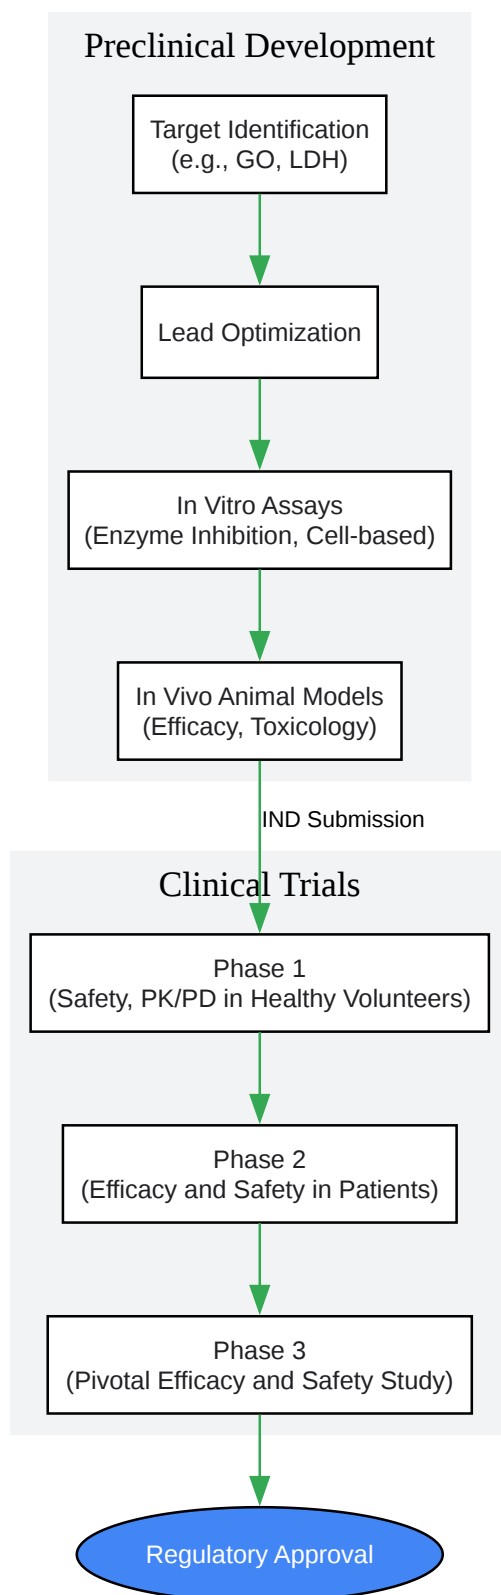 Preclinical Development
Target Identification
(e.g., GO, LDH)
Lead Optimization
In Vitro Assays
(Enzyme Inhibition, Cell-based)
In Vivo Animal Models
(Efficacy, Toxicology)
IND Submission
Clinical Trials
Phase 1
(Safety, PK/PD in Healthy Volunteers)
Phase 2
(Efficacy and Safety in Patients)
Phase 3
(Pivotal Efficacy and Safety Study)
Regulatory Approval